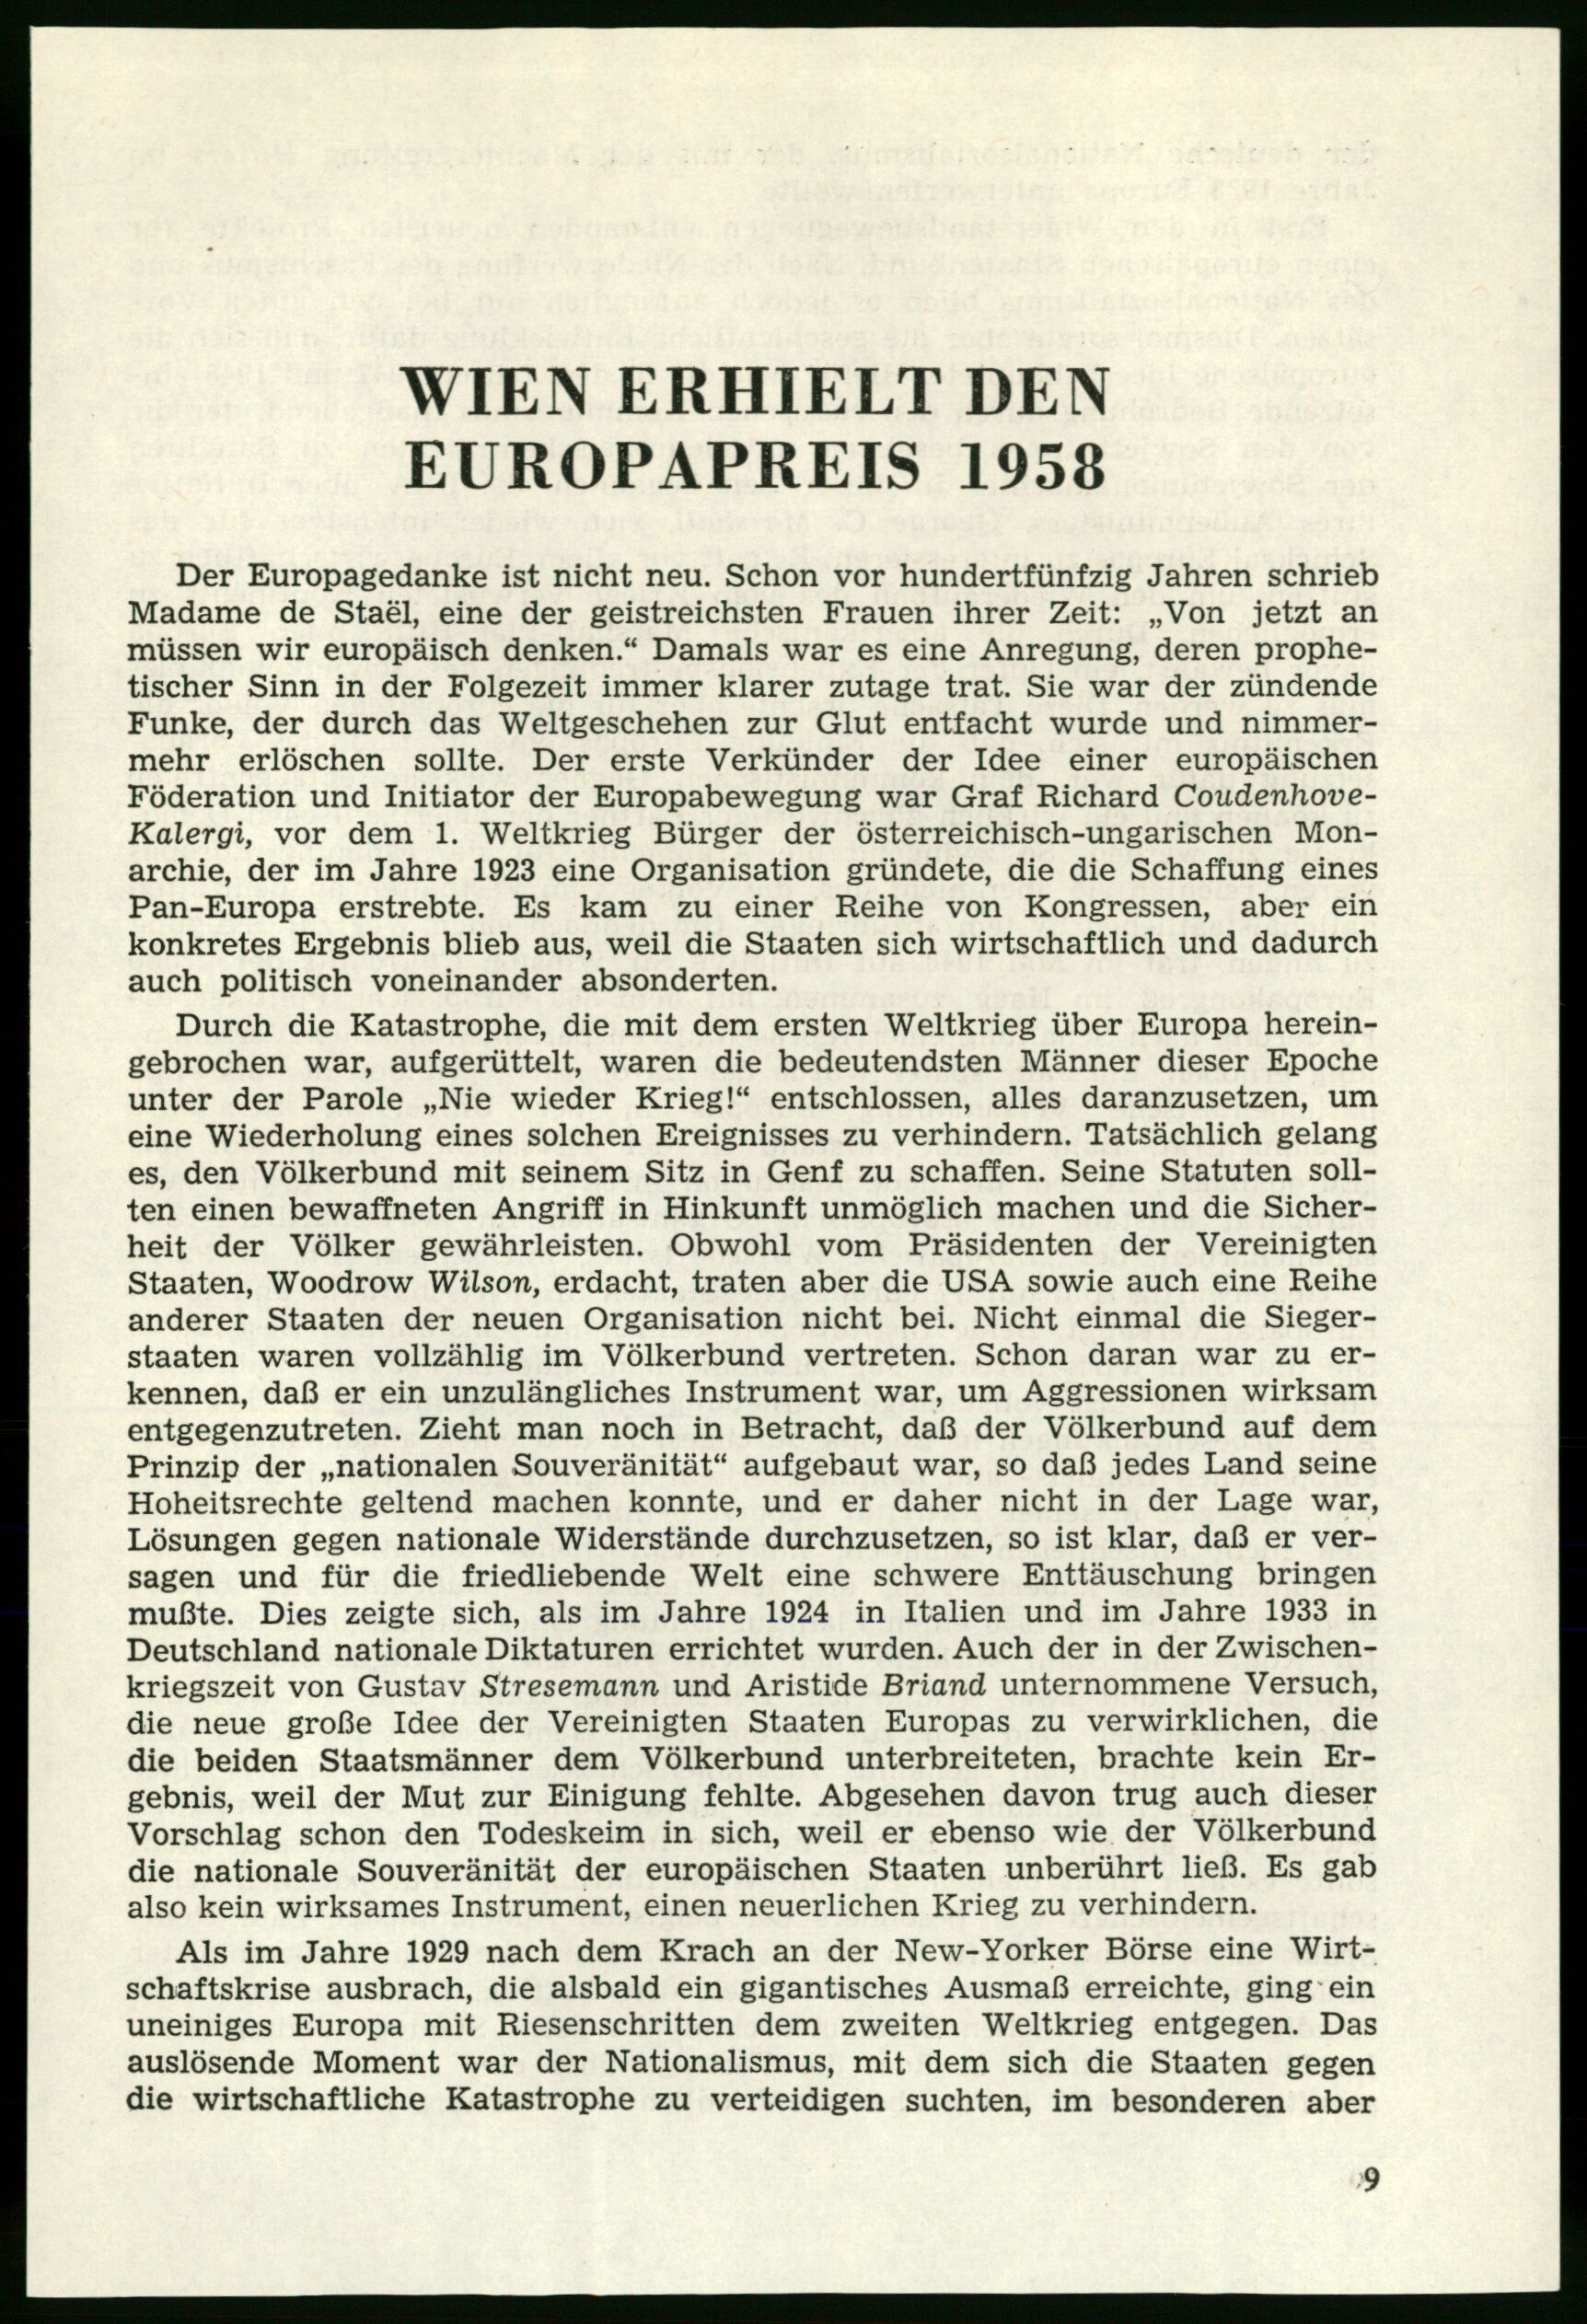 WIEN ERHIELT DEN
EUROPAPREIS 1958
Der Europagedanke ist nicht neu. Schon vor hundertfünfzig Jahren schrieb
Madame de Staël, eine der geistreichsten Frauen ihrer Zeit: „Von jetzt an
müssen wir europäisch denken.“ Damals war es eine Anregung, deren prophe-
tischer Sinn in der Folgezeit immer klarer zutage trat. Sie war der zündende
Funke, der durch das Weltgeschehen zur Glut entfacht wurde und nimmer-
mehr erlöschen sollte. Der erste Verkünder der Idee einer europäischen
Föderation und Initiator der Europabewegung war Graf Richard Coudenhove-
Kalergi, vor dem 1. Weltkrieg Bürger der österreichisch-ungarischen Mon-
archie, der im Jahre 1923 eine Organisation gründete, die die Schaffung eines
Pan-Europa erstrebte. Es kam zu einer Reihe von Kongressen, aber ein
konkretes Ergebnis blieb aus, weil die Staaten sich wirtschaftlich und dadurch
auch politisch voneinander absonderten.
Durch die Katastrophe, die mit dem ersten Weltkrieg über Europa herein-
gebrochen war, aufgerüttelt, waren die bedeutendsten Männer dieser Epoche
unter der Parole „Nie wieder Krieg!“ entschlossen, alles daranzusetzen, um
eine Wiederholung eines solchen Ereignisses zu verhindern. Tatsächlich gelang
es, den Völkerbund mit seinem Sitz in Genf zu schaffen. Seine Statuten soll-
ten einen bewaffneten Angriff in Hinkunft unmöglich machen und die Sicher-
heit der Völker gewährleisten. Obwohl vom Präsidenten der Vereinigten
Staaten, Woodrow Wilson, erdacht, traten aber die USA sowie auch eine Reihe
anderer Staaten der neuen Organisation nicht bei. Nicht einmal die Sieger-
staaten waren vollzählig im Völkerbund vertreten. Schon daran war zu er-
kennen, daß er ein unzulängliches Instrument war, um Aggressionen wirksam
entgegenzutreten. Zieht man noch in Betracht, daß der Völkerbund auf dem
Prinzip der „nationalen Souveränität“ aufgebaut war, so daß jedes Land seine
Hoheitsrechte geltend machen konnte, und er daher nicht in der Lage war,
Lösungen gegen nationale Widerstände durchzusetzen, so ist klar, daß er ver-
sagen und für die friedliebende Welt eine schwere Enttäuschung bringen
mußte. Dies zeigte sich, als im Jahre 1924 in Italien und im Jahre 1933 in
Deutschland nationale Diktaturen errichtet wurden. Auch der in der Zwischen-
kriegszeit von Gustav Stresemann und Aristide Briand unternommene Versuch,
die neue große Idee der Vereinigten Staaten Europas zu verwirklichen, die
die beiden Staatsmänner dem Völkerbund unterbreiteten, brachte kein Er-
gebnis, weil der Mut zur Einigung fehlte. Abgesehen davon trug auch dieser
Vorschlag schon den Todeskeim in sich, weil er ebenso wie der Völkerbund
die nationale Souveränität der europäischen Staaten unberührt ließ. Es gab
also kein wirksames Instrument, einen neuerlichen Krieg zu verhindern.
Als im Jahre 1929 nach dem Krach an der New-Yorker Börse eine Wirt-
schaftskrise ausbrach, die alsbald ein gigantisches Ausmaß erreichte, ging ein
uneiniges Europa mit Riesenschritten dem zweiten Weltkrieg entgegen. Das
auslösende Moment war der Nationalismus, mit dem sich die Staaten gegen
die wirtschaftliche Katastrophe zu verteidigen suchten, im besonderen aber
9